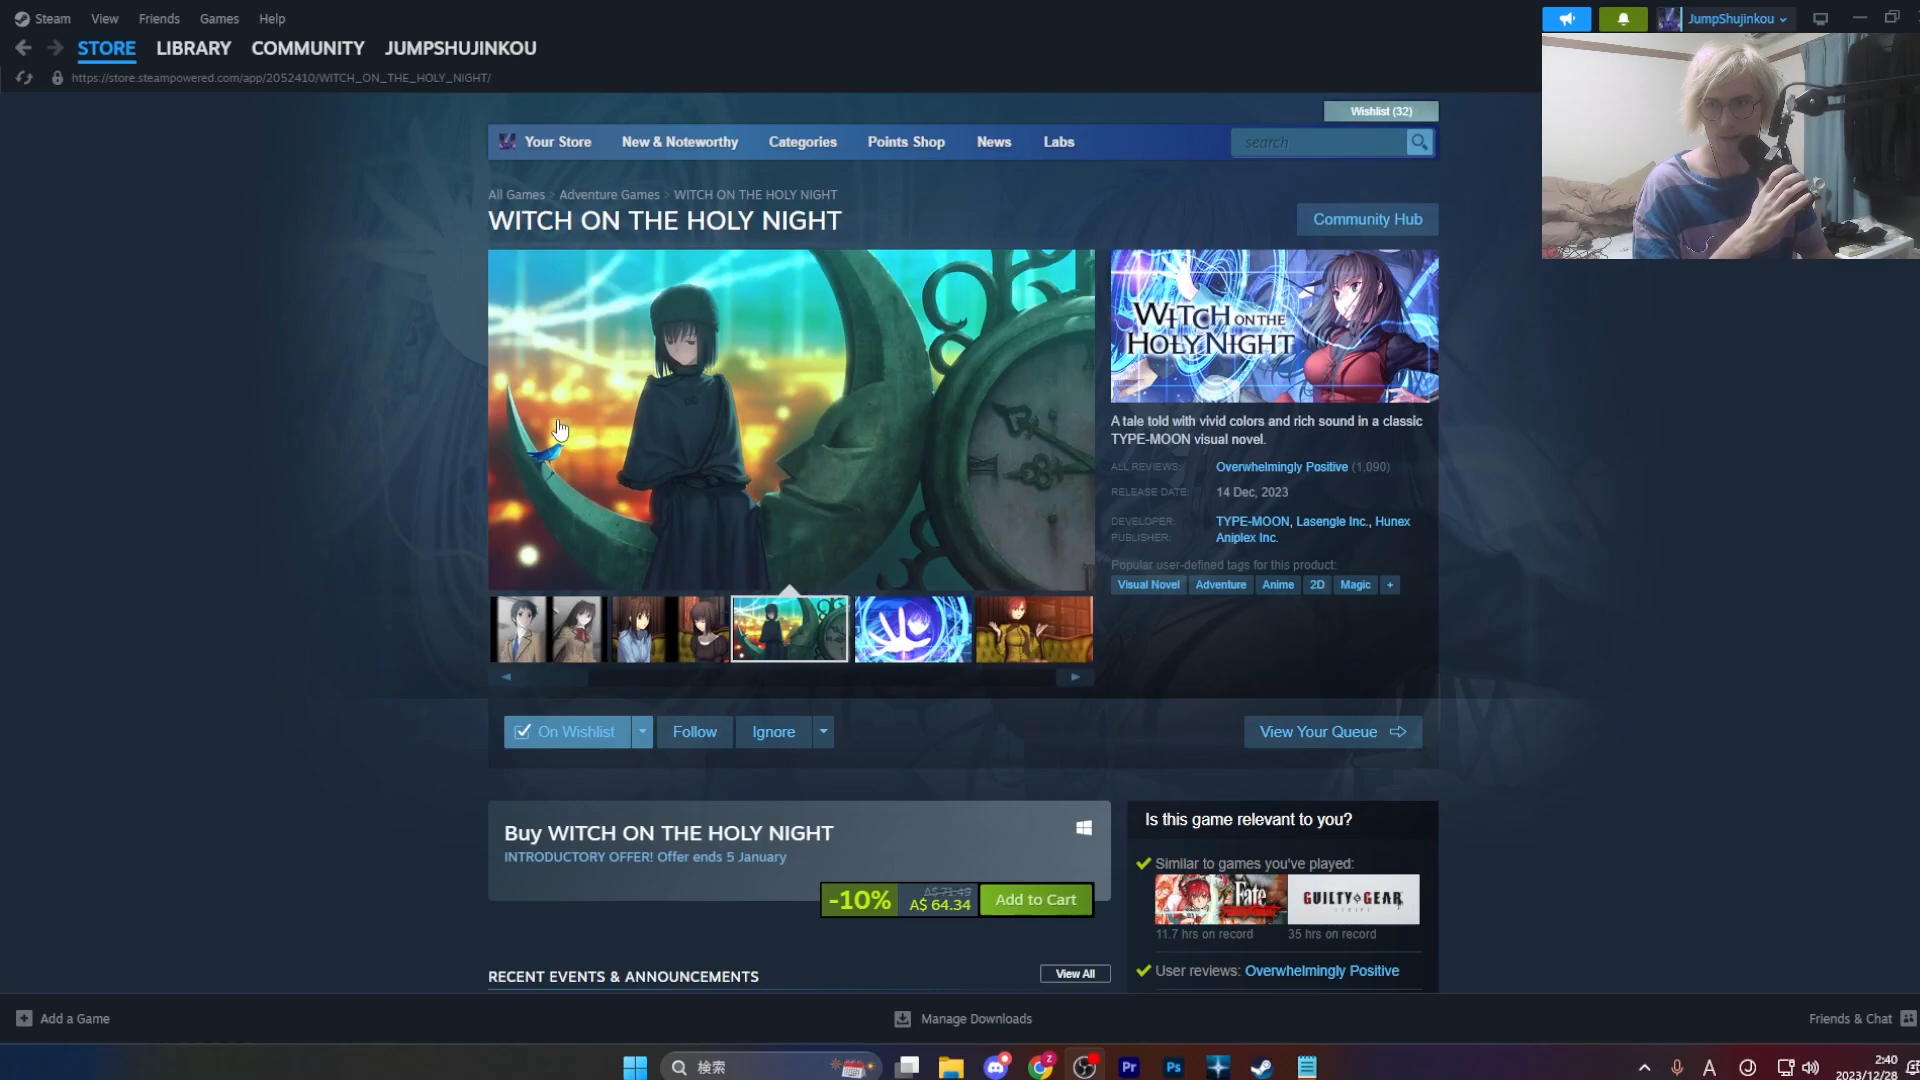 Steam View Friends Games Help
JumpShujinkou
STORE LIBRARY COMMUNITY JUMPSHUJINKOU
https://store.steampowered.com/app/2052410/WITCH_ON_THE_HOLY_NIGHT/
Wishlist (32)
Your Store New & Noteworthy Categories Points Shop News Labs
search
All Games > Adventure Games > WITCH ON THE HOLY NIGHT
WITCH ON THE HOLY NIGHT
Community Hub
WITCH ON THE
HOLY NIGHT
A tale told with vivid colors and rich sound in a classic
TYPE-MOON visual novel.
ALL REVIEWS: Overwhelmingly Positive (1,090)
RELEASE DATE: 14 Dec, 2023
DEVELOPER: TYPE-MOON, Lasengle Inc., Hunex
PUBLISHER: Aniplex Inc.
Popular user-defined tags for this product:
Visual Novel Adventure Anime 2D Magic +
On Wishlist Follow Ignore
View Your Queue
Buy WITCH ON THE HOLY NIGHT
INTRODUCTORY OFFER! Offer ends 5 January
-10% A$ 71.49 A$ 64.34 Add to Cart
Is this game relevant to you?
Similar to games you've played:
Fate
GUILTY GEAR
11.7 hrs on record 35 hrs on record
User reviews: Overwhelmingly Positive
RECENT EVENTS & ANNOUNCEMENTS View All
Add a Game Manage Downloads Friends & Chat
検索
Z
Pr Ps
A
2:40
2023/12/28